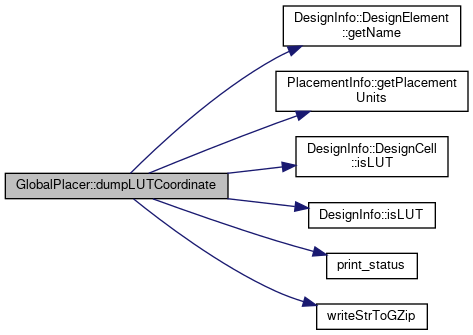 DesignInfo::DesignElement
::getName
PlacementInfo::getPlacement
Units
DesignInfo::DesignCell
::isLUT
GlobalPlacer::dumpLUTCoordinate
DesignInfo::isLUT
print_status
writeStrToGZip